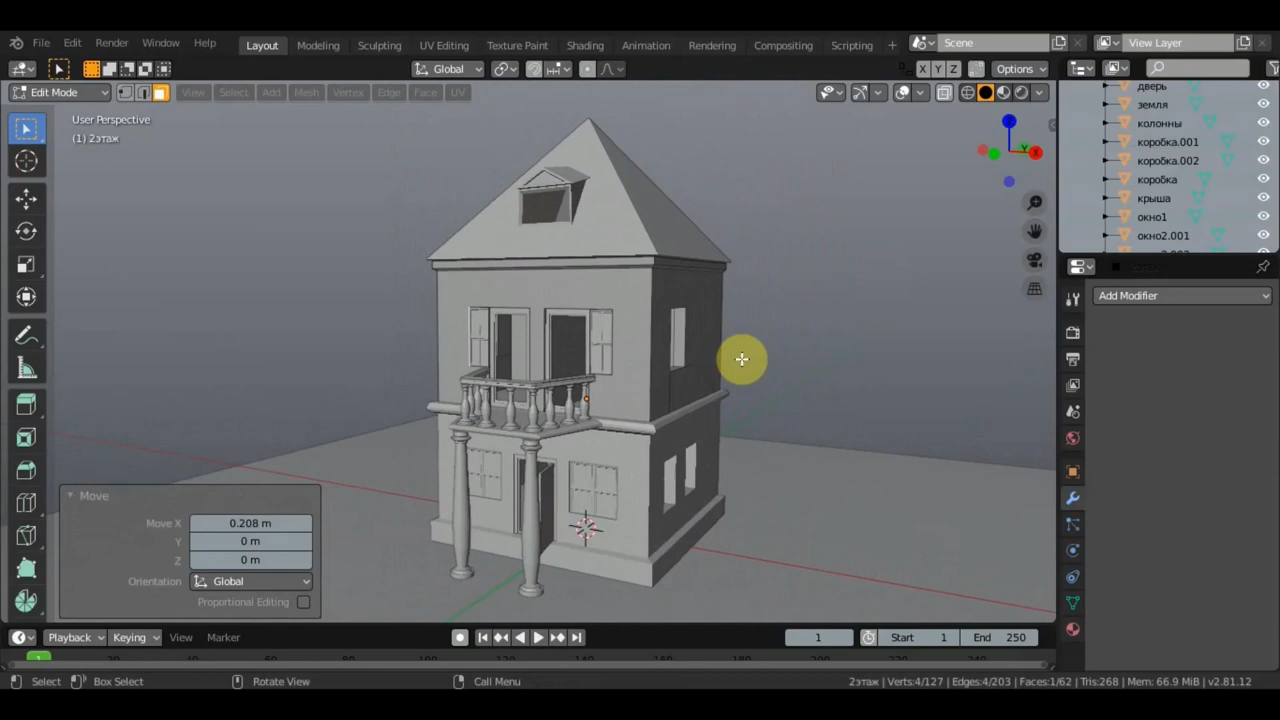 File Edit Render Window Help Layout Modeling Sculpting UV Editing Texture Paint Shading Animation Rendering Compositing Scripting + Scene View Layer
Global X Y Z Options
Edit Mode View Select Add Mesh Vertex Edge Face UV
User Perspective
(1) 2этаж
Z
Y X
дверь
земля
колонны
коробка.001
коробка.002
коробка
крыша
окно1
окно2.001
Add Modifier
Move
Move X 0.208 m
Y 0 m
Z 0 m
Orientation Global
Proportional Editing
Playback Keying View Marker 1 Start 1 End 250
1
Select Box Select Rotate View Call Menu 2этаж | Verts:4/127 | Edges:4/203 | Faces:1/62 | Tris:268 | Mem: 66.9 MiB | v2.81.12